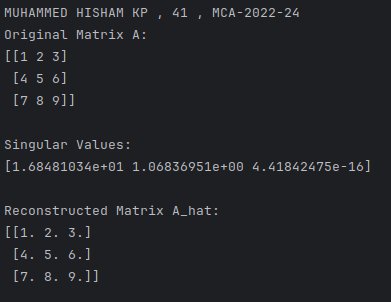 MUHAMMED HISHAM KP , 41 , MCA-2022-24
Original Matrix A:
[[1 2 3]
 [4 5 6]
 [7 8 9]]
Singular Values:
[1.68481034e+01 1.06836951e+00 4.41842475e-16]
Reconstructed Matrix A_hat:
[[1. 2. 3.]
 [4. 5. 6.]
 [7. 8. 9.]]